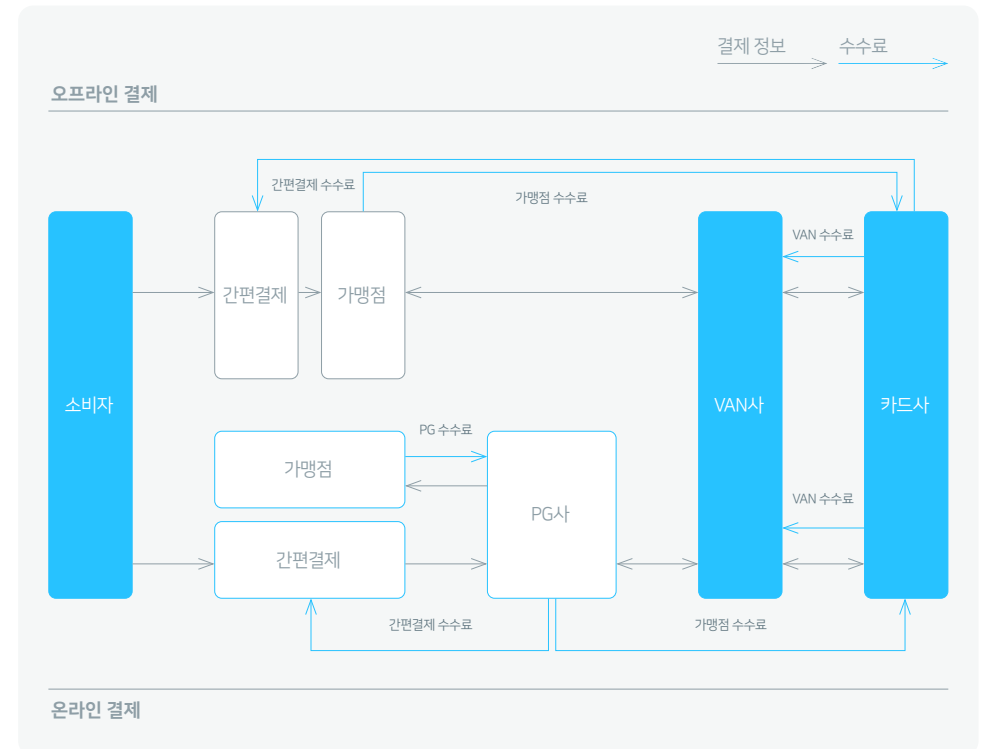 결제 정보
수수료
오프라인 결제
간편결제 수수료
가맹점 수수료
VAN 수수료
간편결제
가맹점
소비자
VAN사
카드사
PG 수수료
가맹점
PG사
VAN 수수료
간편결제
간편결제 수수료
가맹점 수수료
온라인 결제